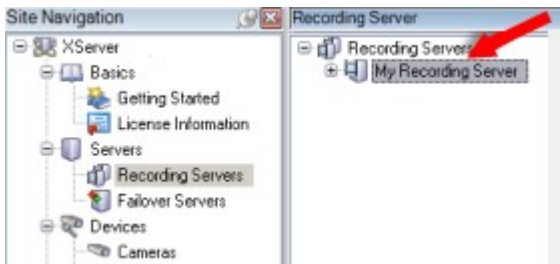 Site Navigation
XServer
Basics
Getting Started
License Information
Servers
Recording Servers
Failover Servers
Devices
Cameras
Recording Server
Recording Servers
My Recording Server